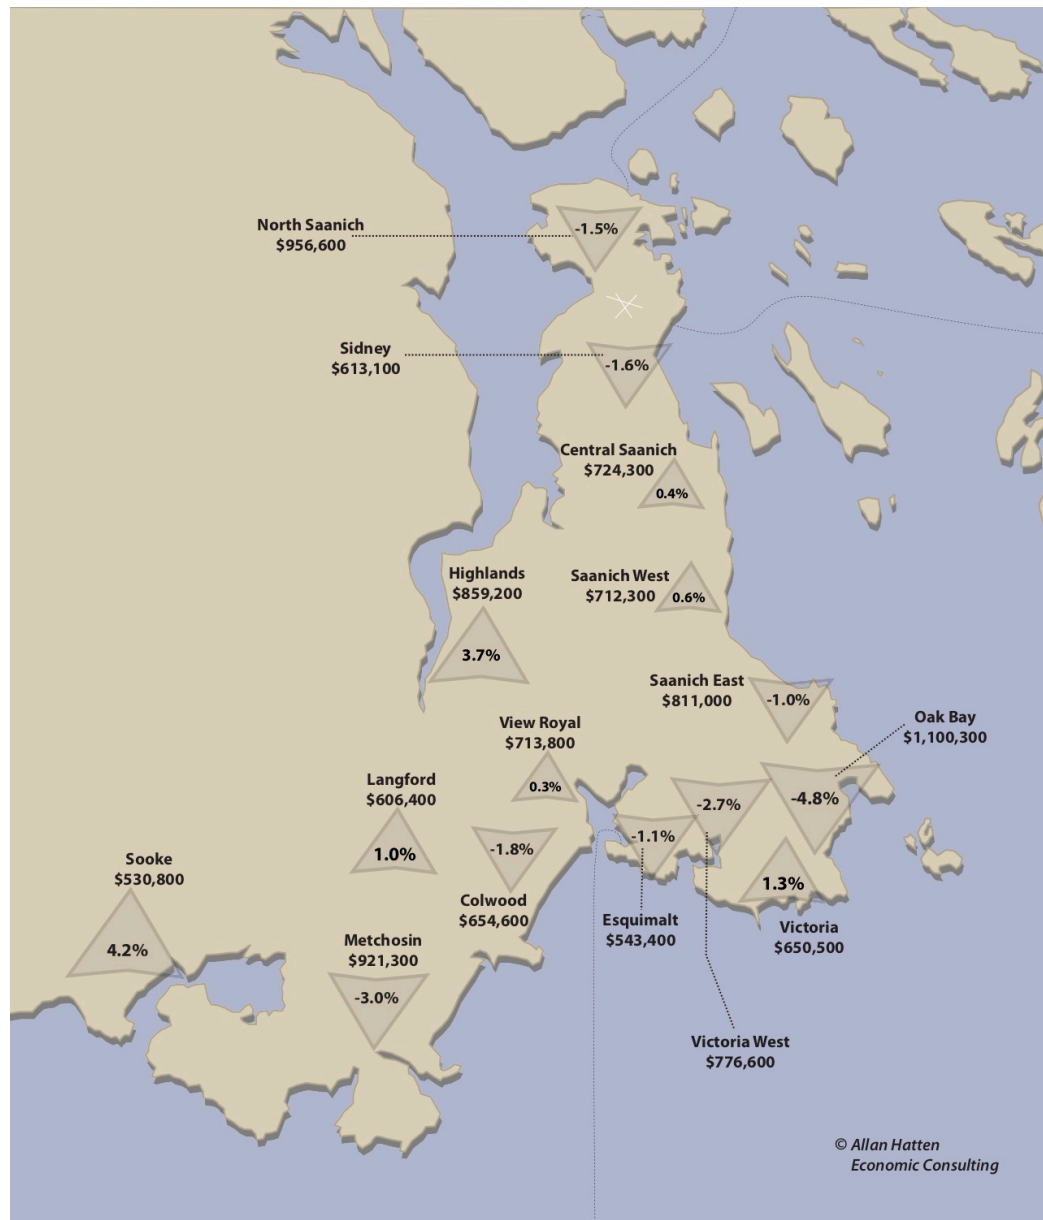 North Saanich
$956,600
-1.5%
Sidney
$613,100
-1.6%
Central Saanich
$724,300
0.4%
Highlands
$859,200
3.7%
Saanich West
$712,300
0.6%
Saanich East
$811,000
-1.0%
Oak Bay
$1,100,300
-4.8%
View Royal
$713,800
0.3%
Langford
$606,400
1.0%
-2.7%
-1.1%
-1.8%
Colwood
$654,600
Sooke
$530,800
4.2%
1.3%
Victoria
$650,500
Esquimalt
$543,400
Metchosin
$921,300
-3.0%
Victoria West
$776,600
© Allan Hatten
Economic Consulting